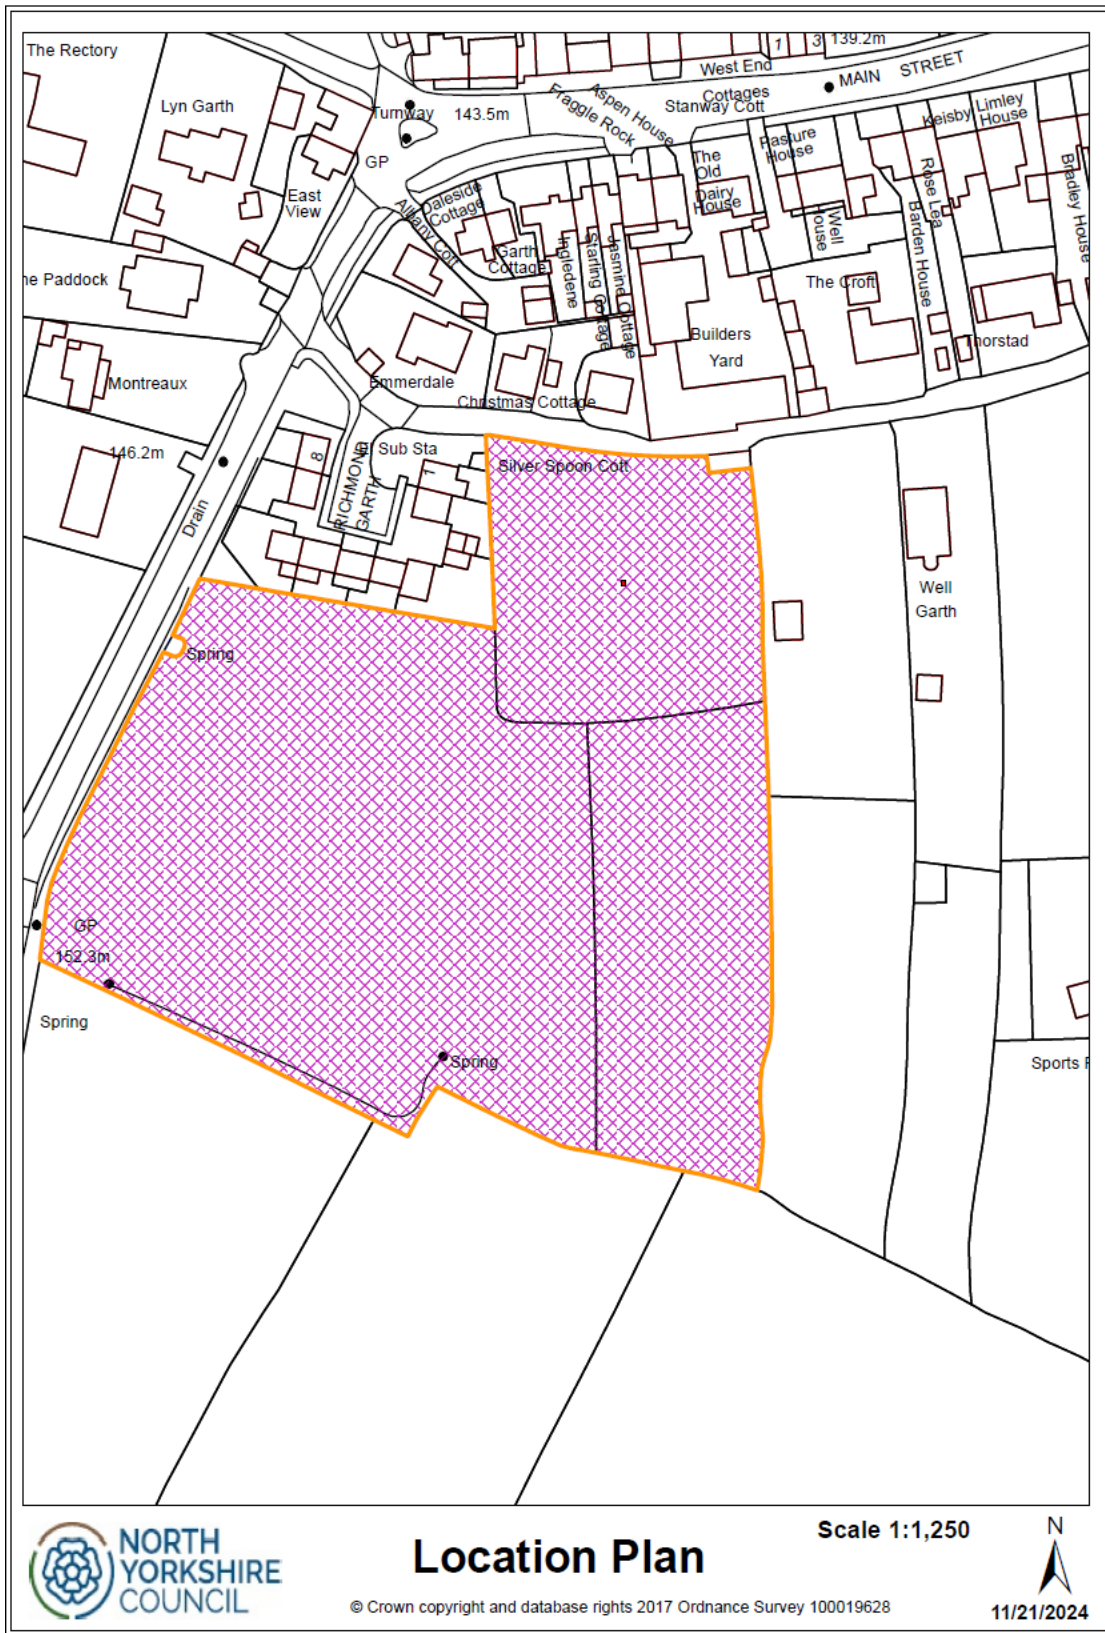 The Rectory
Lyn Garth
Turnway
143.5m
GP
East
View
1
3
139.2m
West End
Cottages
Stanway Cott
MAIN STREET
Aspen House
Fraggle Rock
Daleside
Cottage
Albany Cott
Garth
Cottage
Ingledene
Starling Cottage
Jasmine Cottage
The
Old
Dairy
House
Pasture
House
Well
House
Keisby
Limley
House
Rose Lea
Barden House
Bradley House
The Croft
Thorstad
Builders
Yard
he Paddock
Montreaux
146.2m
Drain
Emmerdale
Christmas Cottage
El Sub Sta
8
1
RICHMOND
GARTH
Silver Spoon Cott
Well
Garth
Spring
GP
152.3m
Spring
Spring
Sports F
NORTH
YORKSHIRE
COUNCIL
Location Plan
Scale 1:1,250
N
© Crown copyright and database rights 2017 Ordnance Survey 100019628
11/21/2024